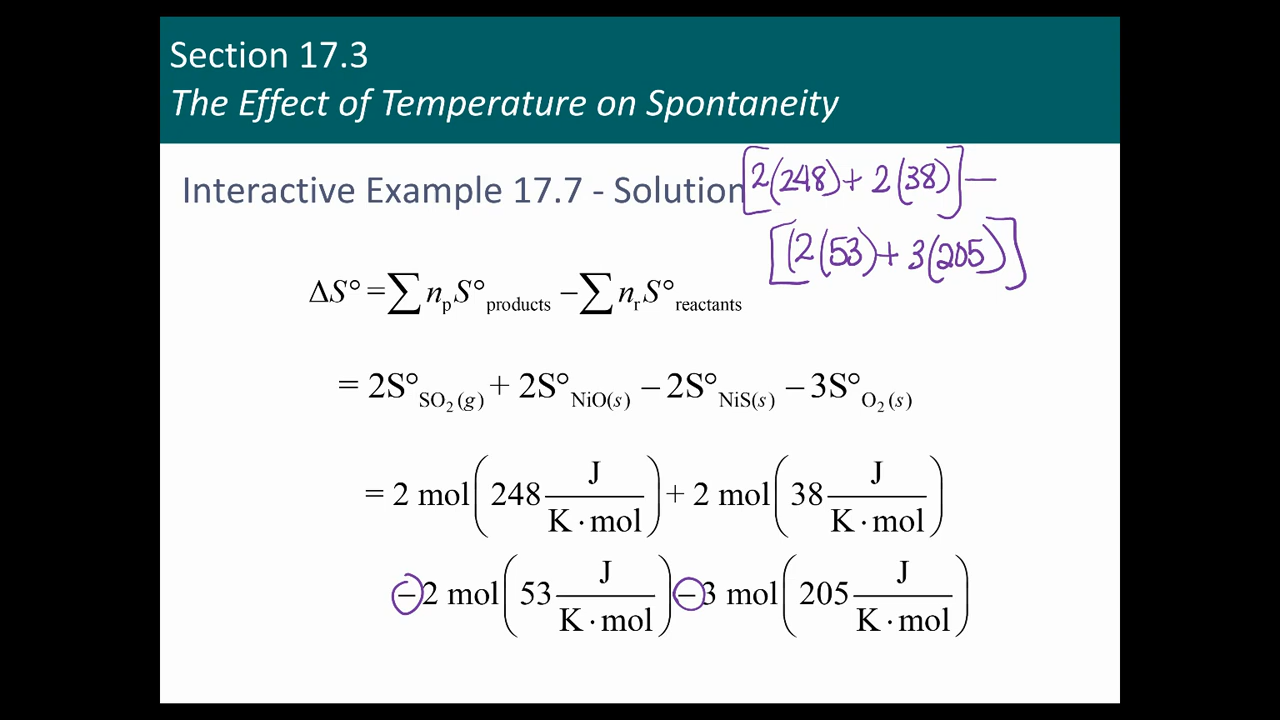 Section 17.3
The Effect of Temperature on Spontaneity
Interactive Example 17.7 - Solution
[2(248) + 2(38)] —
[(2(53) + 3(205))]
ΔS° = ∑ nₚS°products − ∑ nᵣS°reactants
= 2S°SO₂(g) + 2S°NiO(s) − 2S°NiS(s) − 3S°O₂(s)
= 2 mol(248 J/K·mol) + 2 mol(38 J/K·mol)
−2 mol(53 J/K·mol) −3 mol(205 J/K·mol)